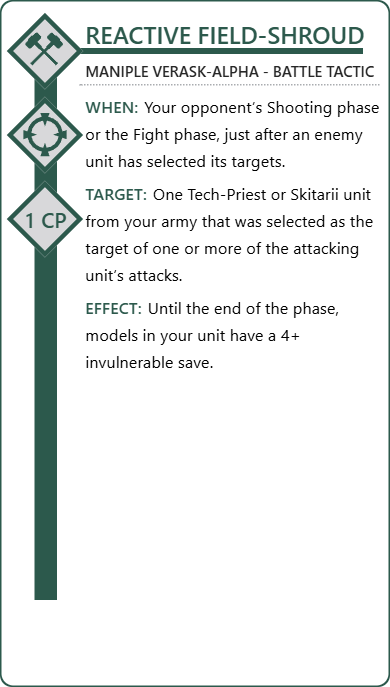 REACTIVE FIELD-SHROUD
MANIPLE VERASK-ALPHA - BATTLE TACTIC
WHEN: Your opponent's Shooting phase
or the Fight phase, just after an enemy
unit has selected its targets.
1 CP
TARGET: One Tech-Priest or Skitarii unit
from your army that was selected as the
target of one or more of the attacking
unit's attacks.
EFFECT: Until the end of the phase,
models in your unit have a 4+
invulnerable save.